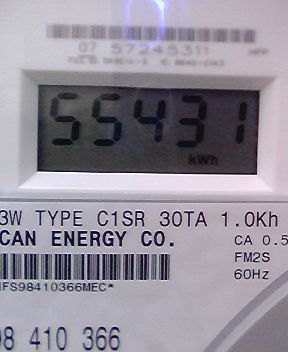 07 57245311
55431
kWh
3W TYPE C1SR 30TA 1.0Kh
CAN ENERGY CO.
CA 0.5
FM2S
60Hz
IFS98410366MEC*
98 410 366